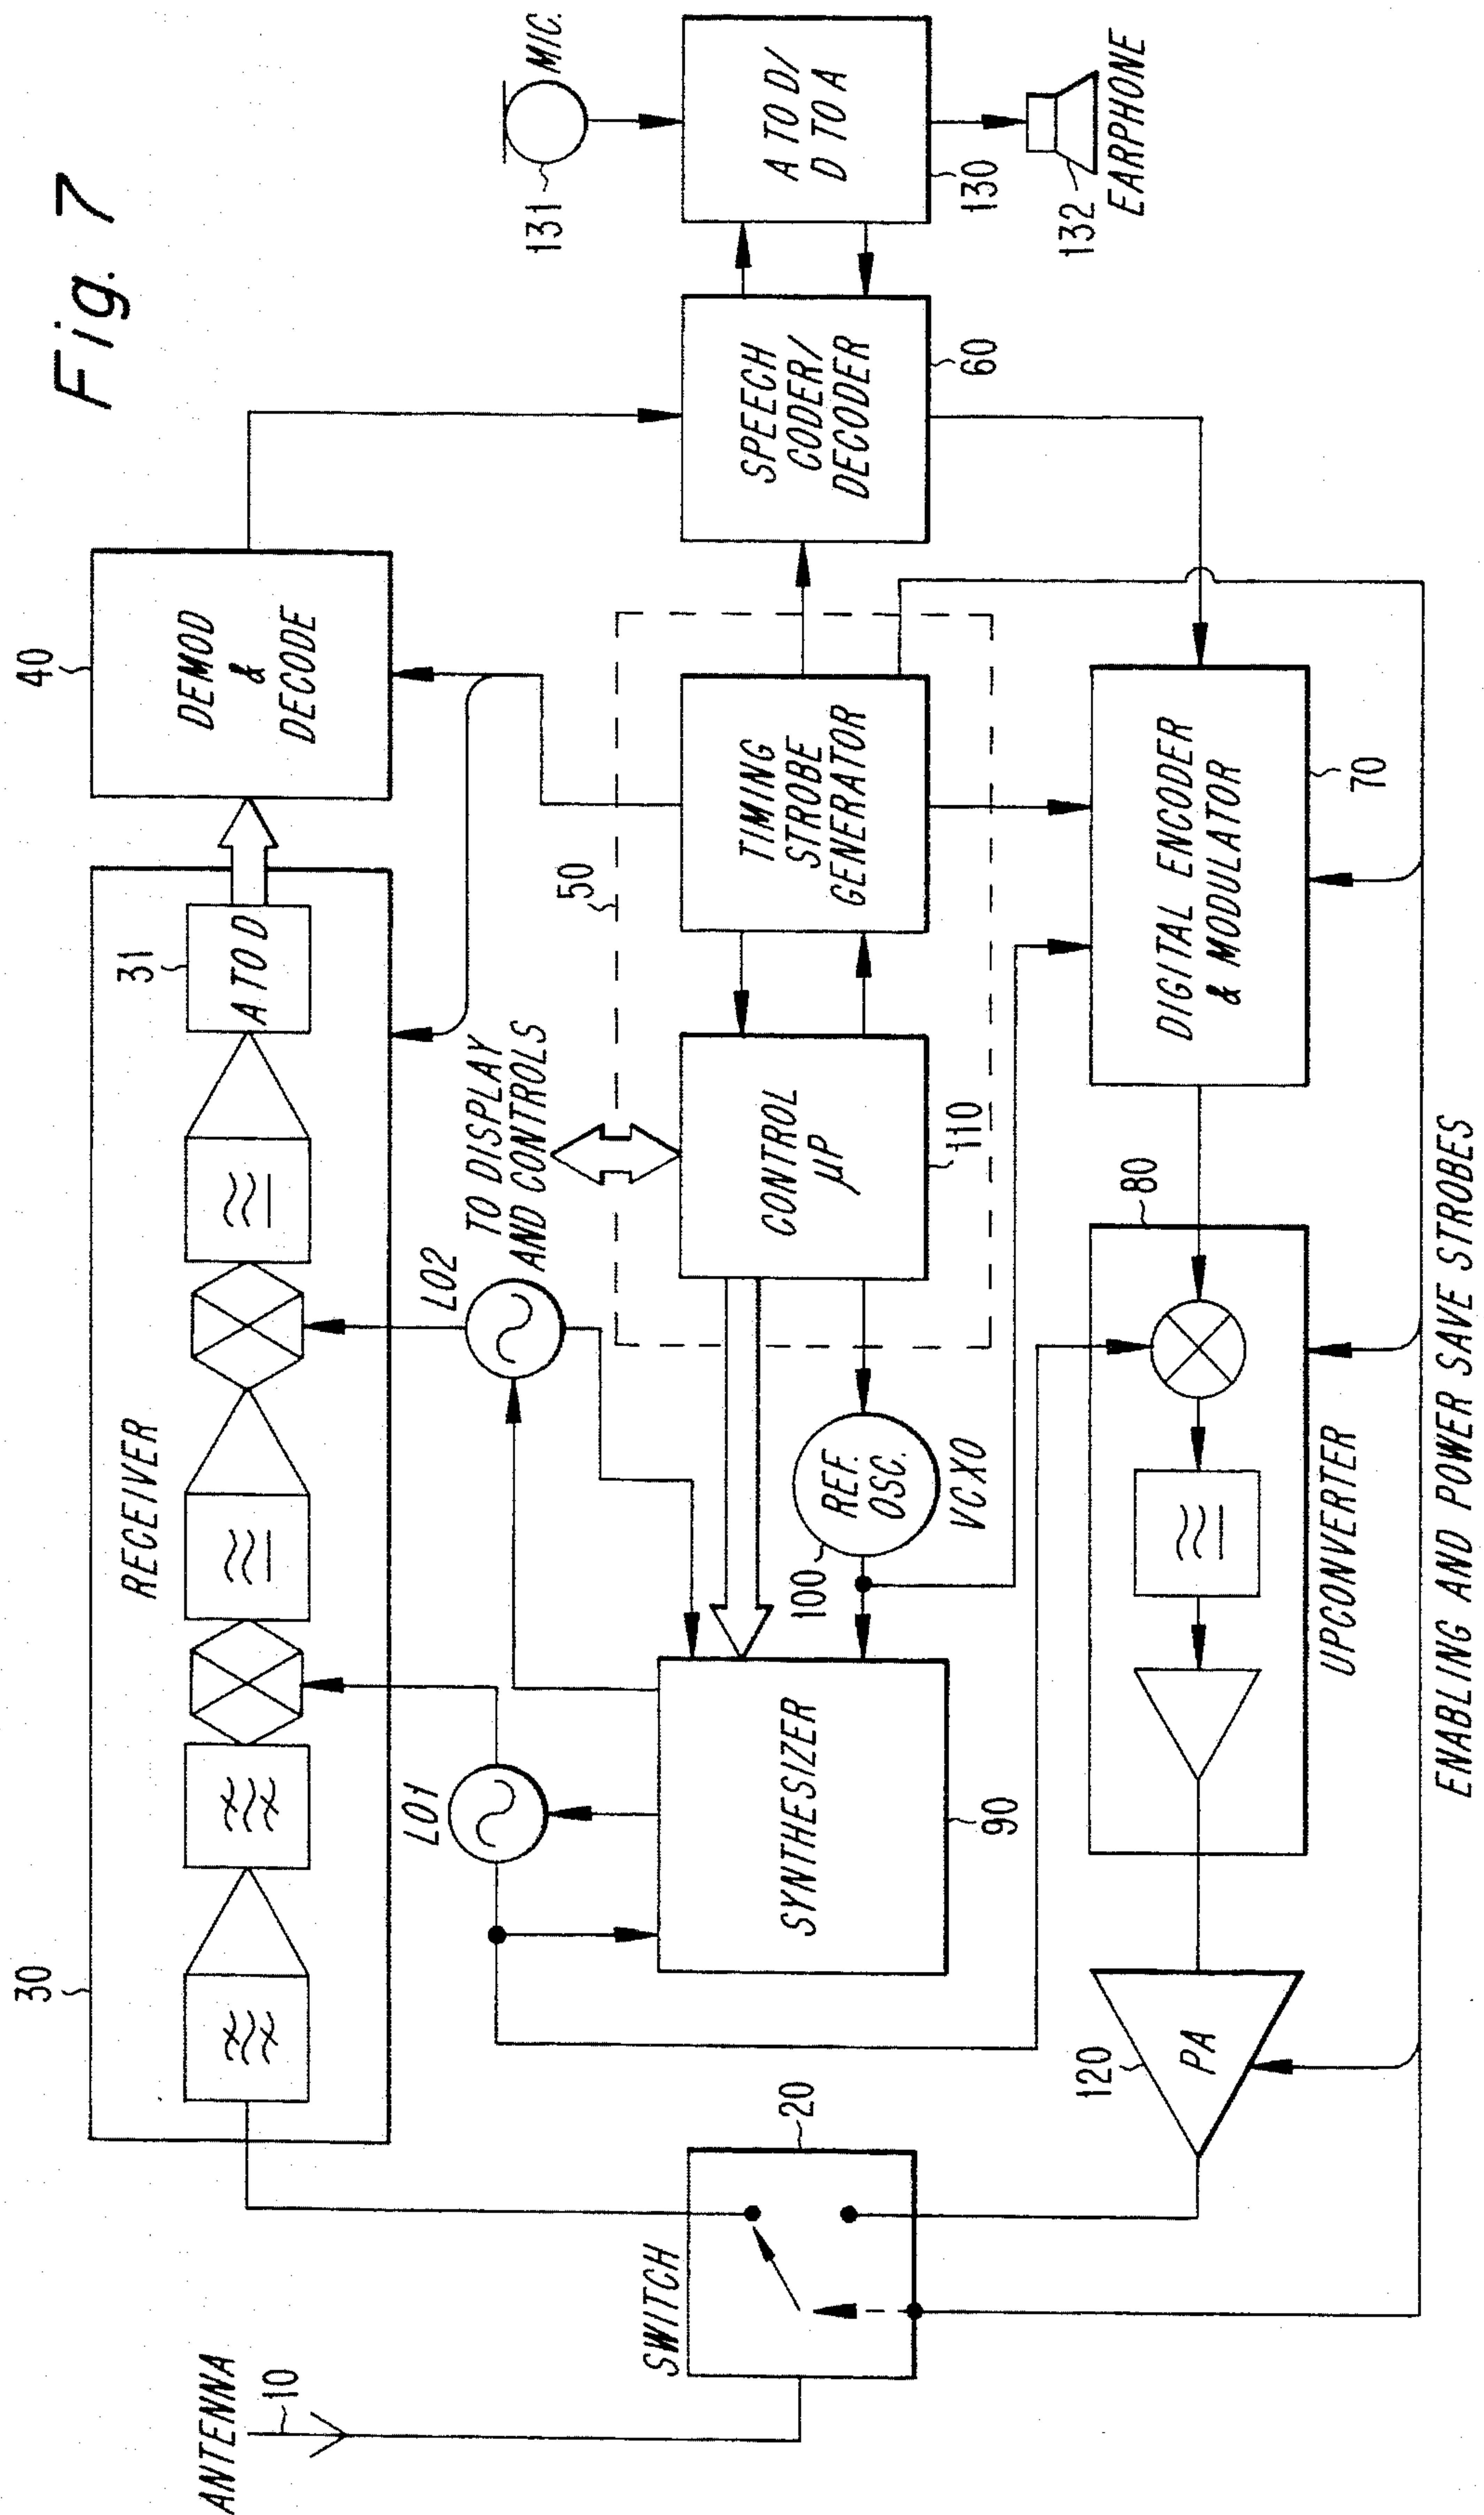 Fig. 7
ANTENNA
10
SWITCH
20
30
RECEIVER
31
A TO D
40
DEMOD
&
DECODE
LO1
LO2
TO DISPLAY
AND CONTROLS
50
SYNTHESIZER
90
100
REF.
OSC.
VCXO
CONTROL
µP
110
TIMING
STROBE
GENERATOR
SPEECH
CODER/
DECODER
60
A TO D/
D TO A
130
131
MIC.
132
EARPHONE
120
PA
80
UPCONVERTER
DIGITAL ENCODER
& MODULATOR
70
ENABLING AND POWER SAVE STROBES